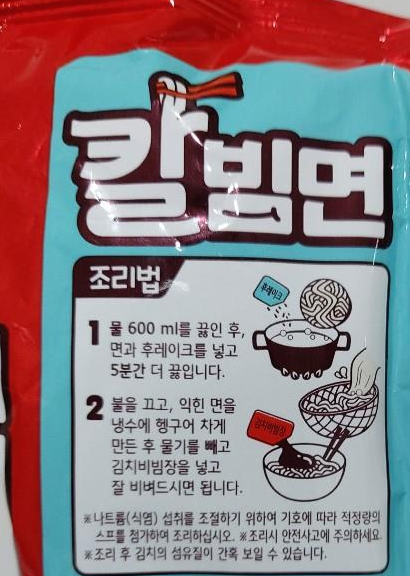 칼빔면
조리법
후레이크
1 물 600 ml를 끓인 후,
면과 후레이크를 넣고
5분간 더 끓입니다.
2 불을 끄고, 익힌 면을
냉수에 헹구어 차게
만든 후 물기를 빼고
김치비빔장을 넣고
잘 비벼드시면 됩니다.
김치비빔장
※나트륨(식염) 섭취를 조절하기 위하여 기호에 따라 적정량의
스프를 첨가하여 조리하십시오. ※조리시 안전사고에 주의하세요.
※조리 후 김치의 섬유질이 간혹 보일 수 있습니다.